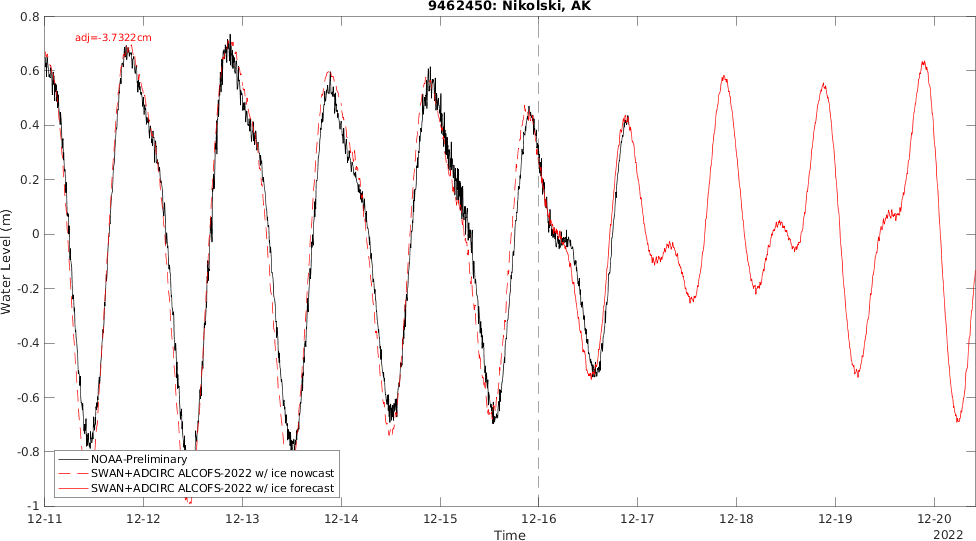 9462450: Nikolski, AK
adj=-3.7322cm
0.8
0.6
0.4
0.2
0
-0.2
-0.4
-0.6
-0.8
-1
Water Level (m)
NOAA-Preliminary
SWAN+ADCIRC ALCOFS-2022 w/ ice nowcast
SWAN+ADCIRC ALCOFS-2022 w/ ice forecast
12-11 12-12 12-13 12-14 12-15 12-16 12-17 12-18 12-19 12-20
Time
2022